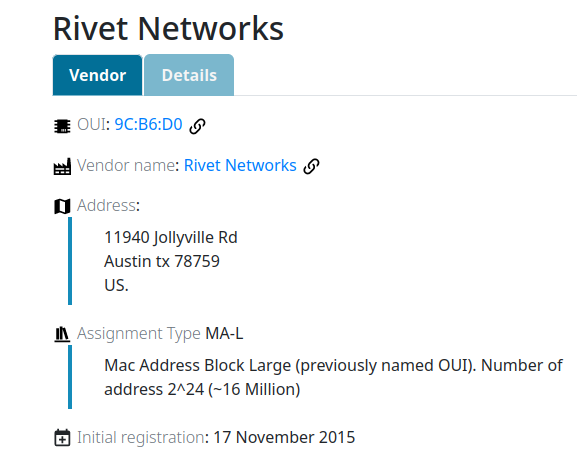 Rivet Networks
Vendor Details
OUI: 9C:B6:D0
Vendor name: Rivet Networks
Address:
11940 Jollyville Rd
Austin tx 78759
US.
Assignment Type MA-L
Mac Address Block Large (previously named OUI). Number of
address 2^24 (~16 Million)
Initial registration: 17 November 2015